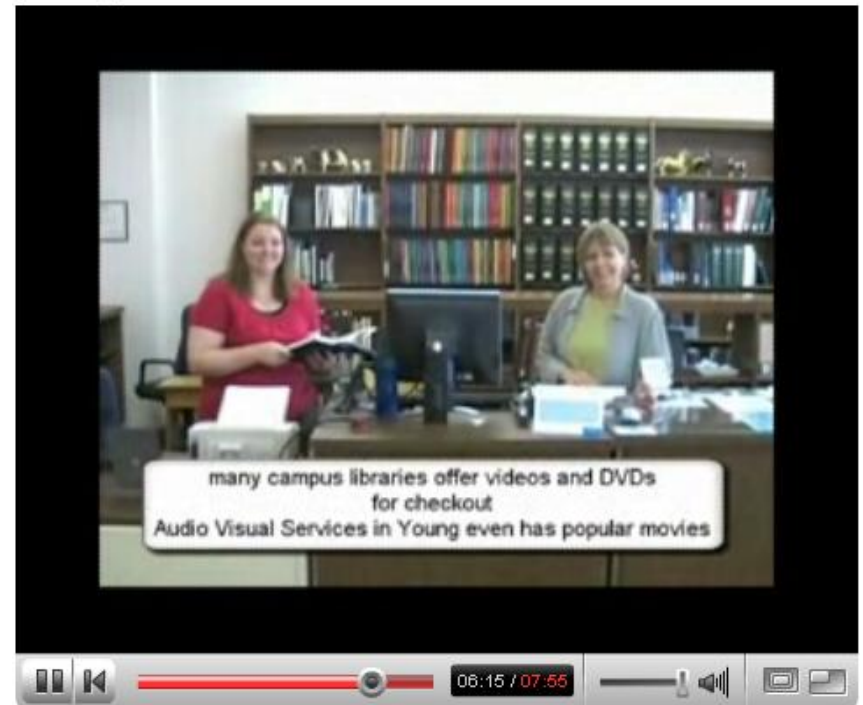 many campus libraries offer videos and DVDs
for checkout
Audio Visual Services in Young even has popular movies
06:15 / 07:55